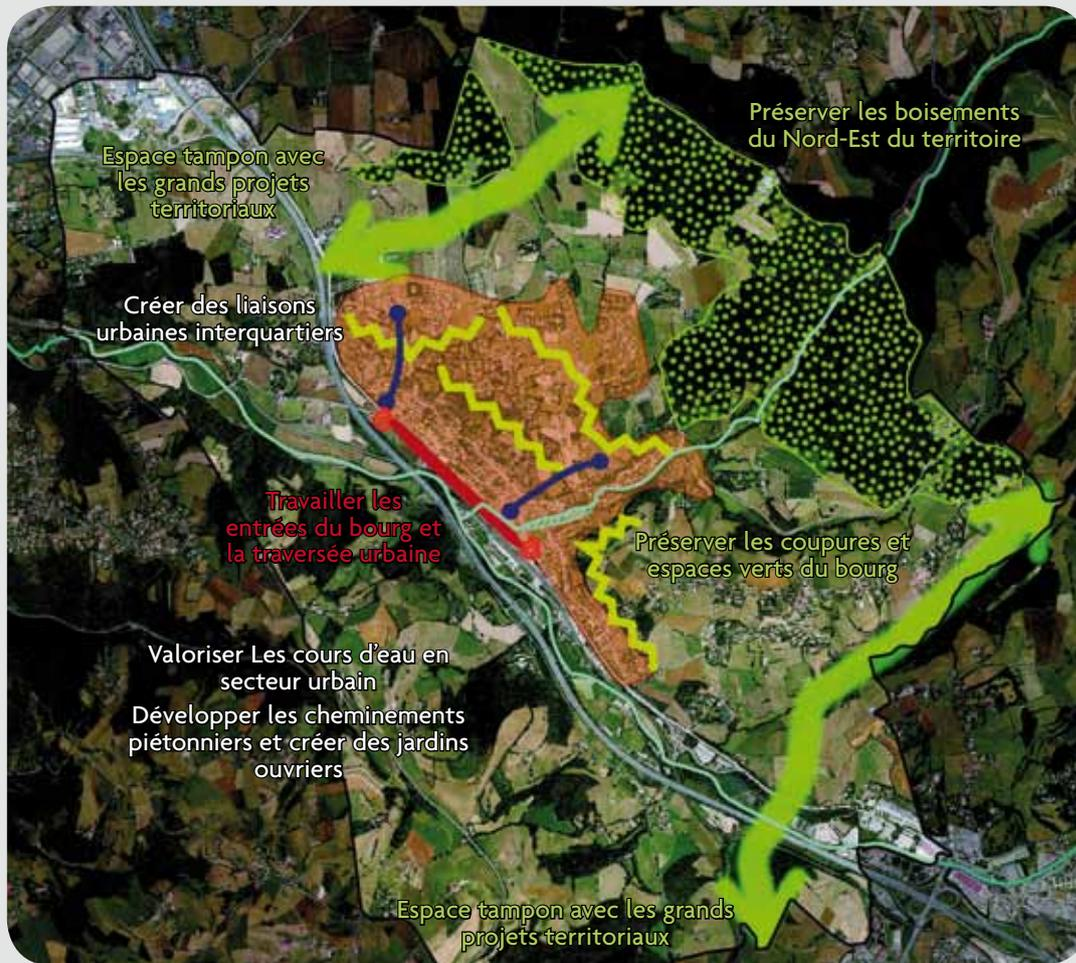 Préserver les boisements
du Nord-Est du territoire
Espace tampon avec
les grands projets
territoriaux
Créer des liaisons
urbaines interquartiers
Travailler les
entrées du bourg et
la traversée urbaine
Préserver les coupures et
espaces verts du bourg
Valoriser Les cours d'eau en
secteur urbain
Développer les cheminements
piétonniers et créer des jardins
ouvriers
Espace tampon avec les grands
projets territoriaux